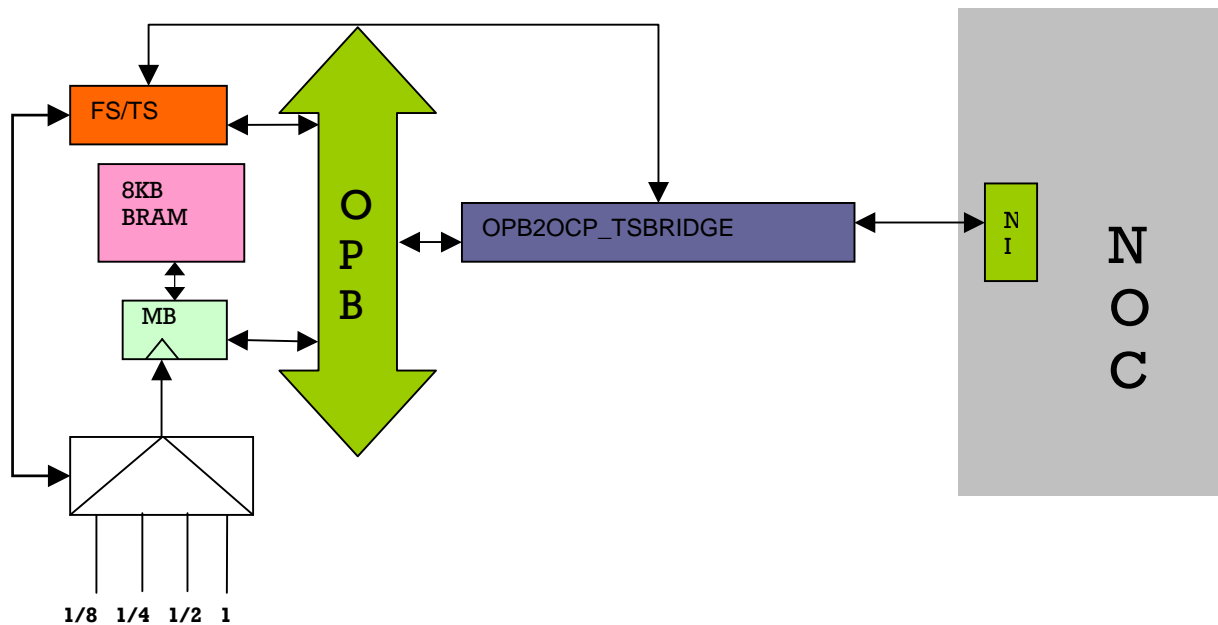 FS/TS
8KB
BRAM
MB
O
P
B
OPB2OCP_TSBRIDGE
N
I
N
O
C
1/8 1/4 1/2 1